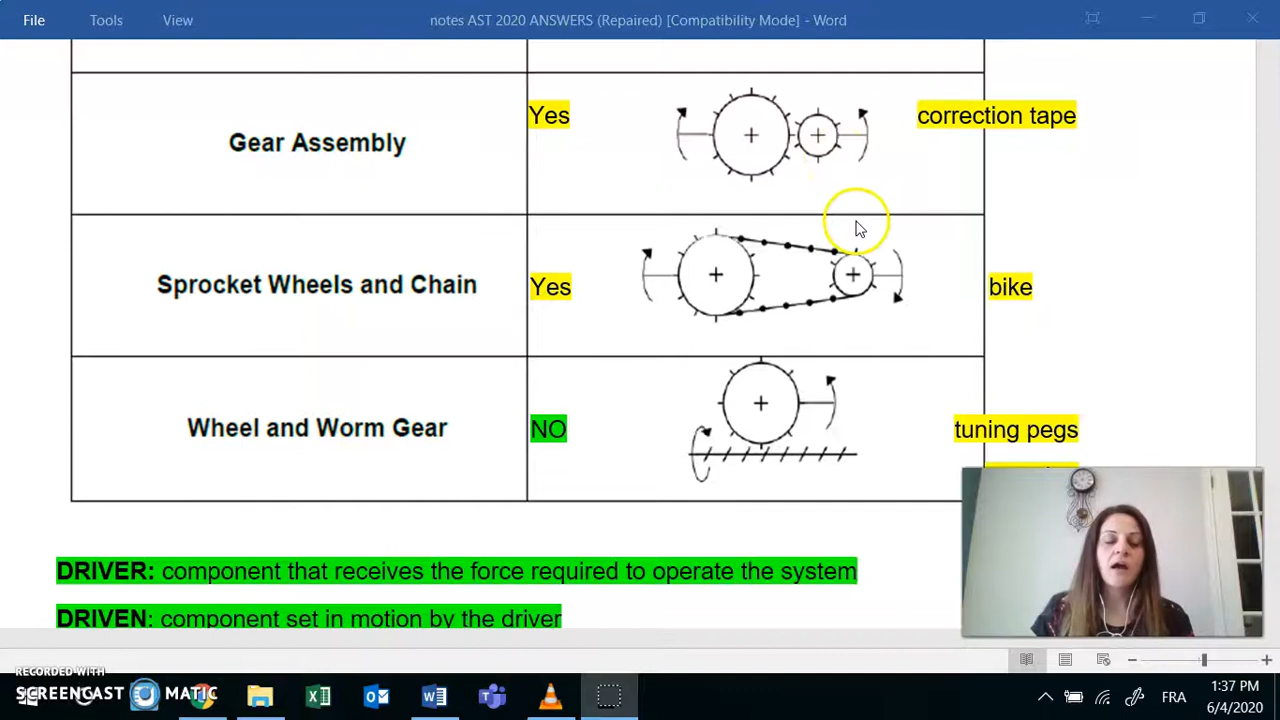 File Tools View notes AST 2020 ANSWERS (Repaired) [Compatibility Mode] - Word
Gear Assembly
Yes
correction tape
Sprocket Wheels and Chain
Yes
bike
Wheel and Worm Gear
NO
tuning pegs
DRIVER: component that receives the force required to operate the system
DRIVEN: component set in motion by the driver
RECORDED WITH
SCREENCAST MATIC
FRA
1:37 PM
6/4/2020